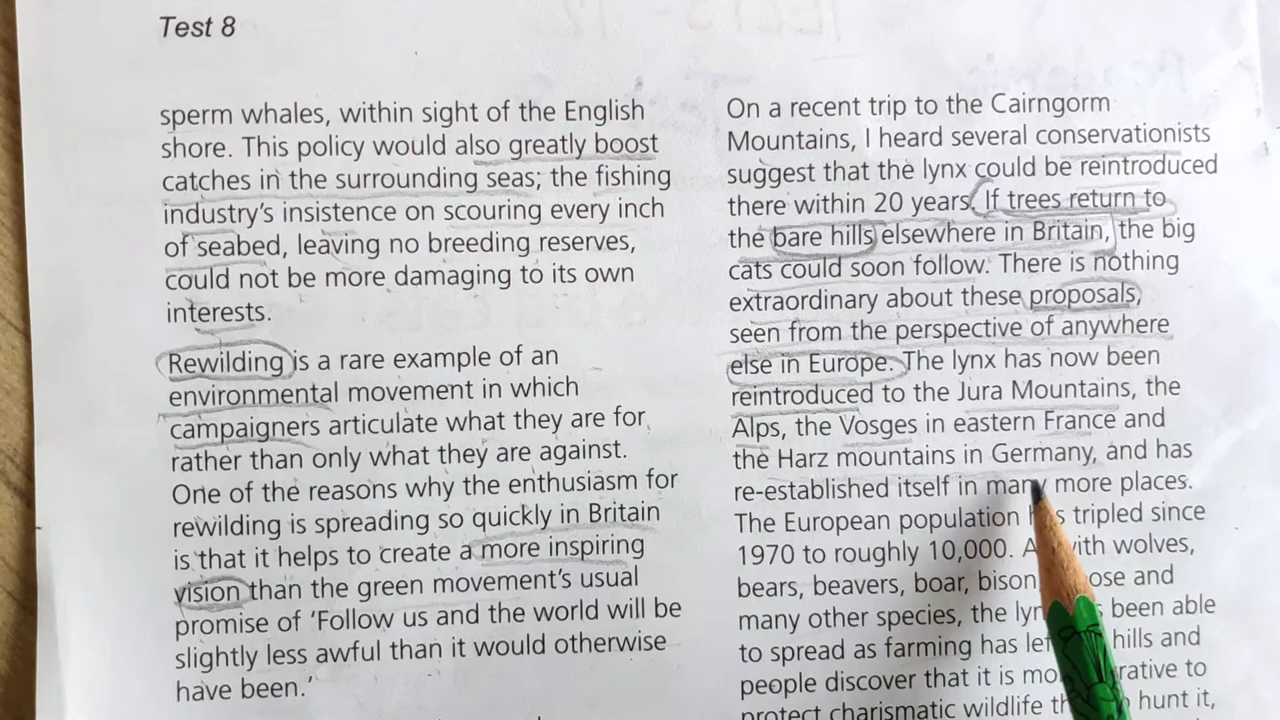 Test 8
sperm whales, within sight of the English
shore. This policy would also greatly boost
catches in the surrounding seas; the fishing
industry's insistence on scouring every inch
of seabed, leaving no breeding reserves,
could not be more damaging to its own
interests.
Rewilding is a rare example of an
environmental movement in which
campaigners articulate what they are for
rather than only what they are against.
One of the reasons why the enthusiasm for
rewilding is spreading so quickly in Britain
is that it helps to create a more inspiring
vision than the green movement's usual
promise of 'Follow us and the world will be
slightly less awful than it would otherwise
have been.'
On a recent trip to the Cairngorm
Mountains, I heard several conservationists
suggest that the lynx could be reintroduced
there within 20 years. If trees return to
the bare hills elsewhere in Britain, the big
cats could soon follow. There is nothing
extraordinary about these proposals,
seen from the perspective of anywhere
else in Europe. The lynx has now been
reintroduced to the Jura Mountains, the
Alps, the Vosges in eastern France and
the Harz mountains in Germany, and has
re-established itself in many more places.
The European population tripled since
1970 to roughly 10,000. with wolves,
bears, beavers, boar, bison and
many other species, the been able
to spread as farming has hills and
people discover that it is to
protect charismatic wildlife hunt it,